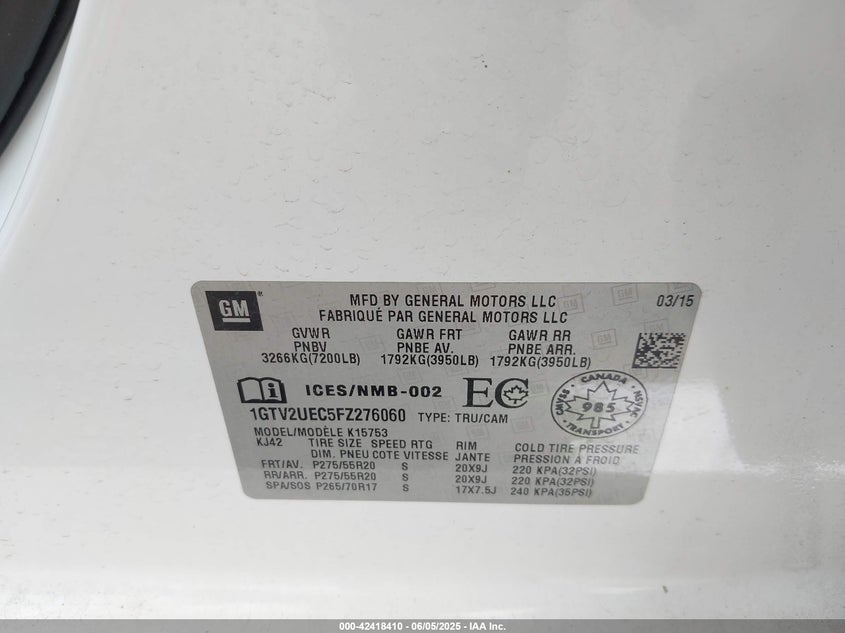 GM
MFD BY GENERAL MOTORS LLC
03/15
FABRIQUÉ PAR GENERAL MOTORS LLC
GVWR GAWR FRT GAWR RR
PNBV PNBE AV. PNBE ARR.
3266KG(7200LB) 1792KG(3950LB) 1792KG(3950LB)
ICES/NMB-002 EC
CANADA
CMVSS 985 NSVAC
TRANSPORT
1GTV2UEC5FZ276060 TYPE: TRU/CAM
MODEL/MODÈLE K15753
KJ42 TIRE SIZE SPEED RTG RIM COLD TIRE PRESSURE
DIM. PNEU COTE VITESSE JANTE PRESSION A FROID
FRT/AV. P275/55R20 S 20X9J 220 KPA(32PSI)
RR/ARR. P275/55R20 S 20X9J 220 KPA(32PSI)
SPA/SOS P265/70R17 S 17X7.5J 240 KPA(35PSI)
000-42418410 - 06/05/2025 - IAA Inc.